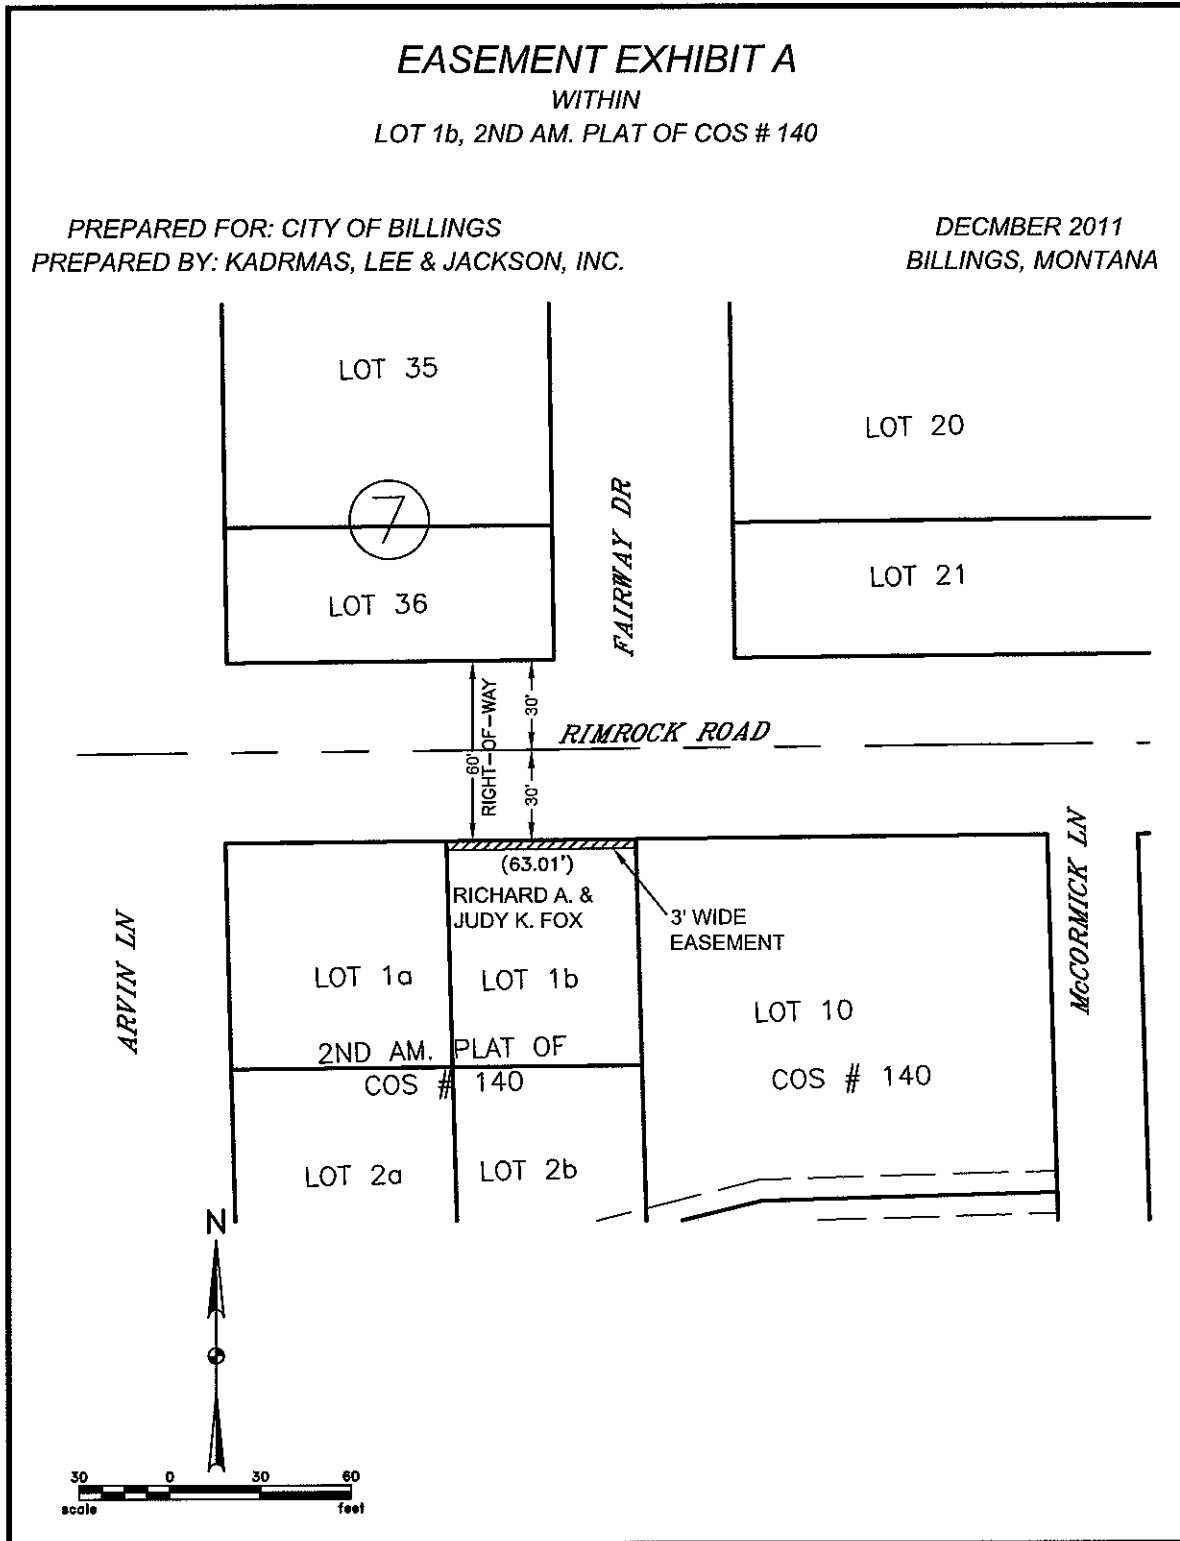 EASEMENT EXHIBIT A
WITHIN
LOT 1b, 2ND AM. PLAT OF COS # 140
PREPARED FOR: CITY OF BILLINGS
PREPARED BY: KADRMAS, LEE & JACKSON, INC.
DECMBER 2011
BILLINGS, MONTANA
LOT 35
LOT 20
7
FAIRWAY DR
LOT 21
LOT 36
60'
RIGHT-OF-WAY
30'
RIMROCK ROAD
30'
(63.01')
RICHARD A. &
JUDY K. FOX
3' WIDE
EASEMENT
ARVIN LN
McCORMICK LN
LOT 1a
LOT 1b
LOT 10
2ND AM. PLAT OF
COS # 140
COS # 140
LOT 2a
LOT 2b
N
30 0 30 60
scale feet